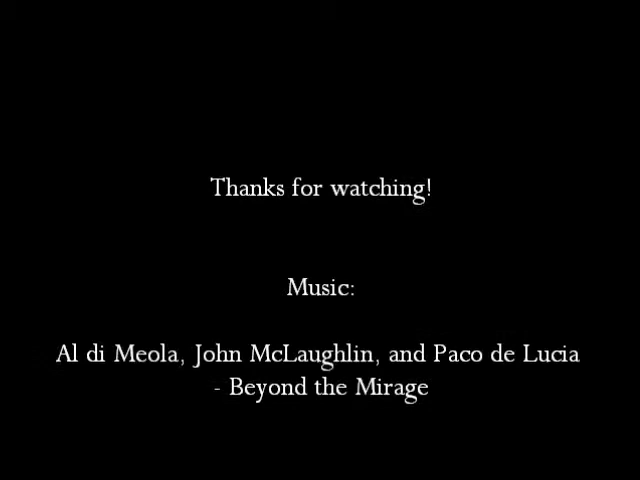 Thanks for watching!
Music:
Al di Meola, John McLaughlin, and Paco de Lucia
- Beyond the Mirage